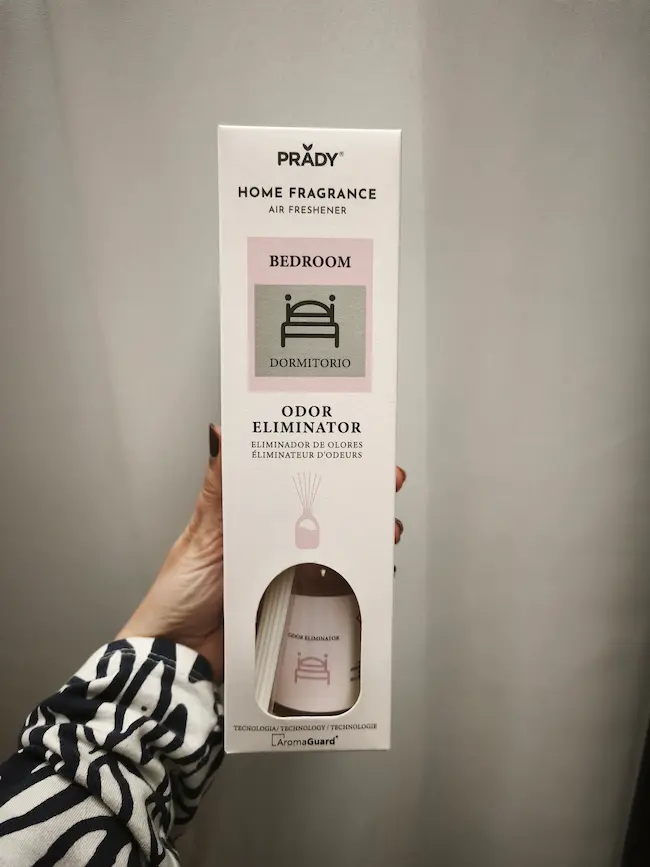 PRADY®
HOME FRAGRANCE
AIR FRESHENER
BEDROOM
DORMITORIO
ODOR
ELIMINATOR
ELIMINADOR DE OLORES
ÉLIMINATEUR D'ODEURS
ODOR ELIMINATOR
TECNOLOGIA/ TECHNOLOGY / TECHNOLOGIE
AromaGuard+